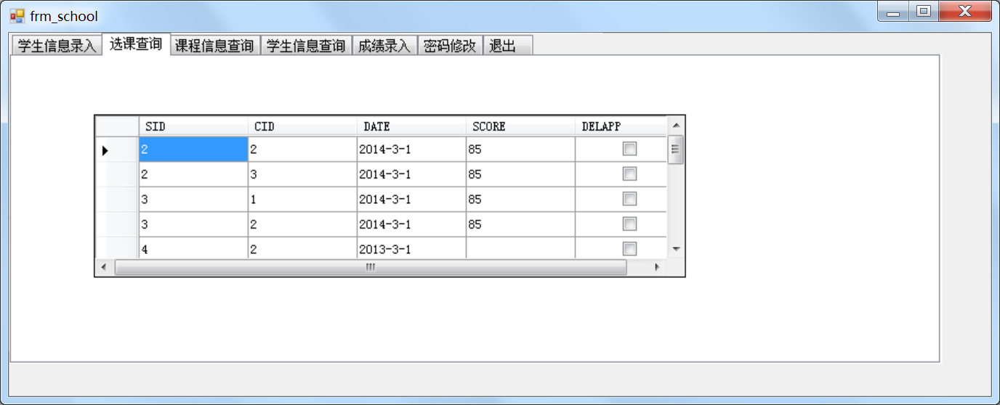 frm_school
学生信息录入 选课查询 课程信息查询 学生信息查询 成绩录入 密码修改 退出
SID CID DATE SCORE DELAPP
2 2 2014-3-1 85
2 3 2014-3-1 85
3 1 2014-3-1 85
3 2 2014-3-1 85
4 2 2013-3-1